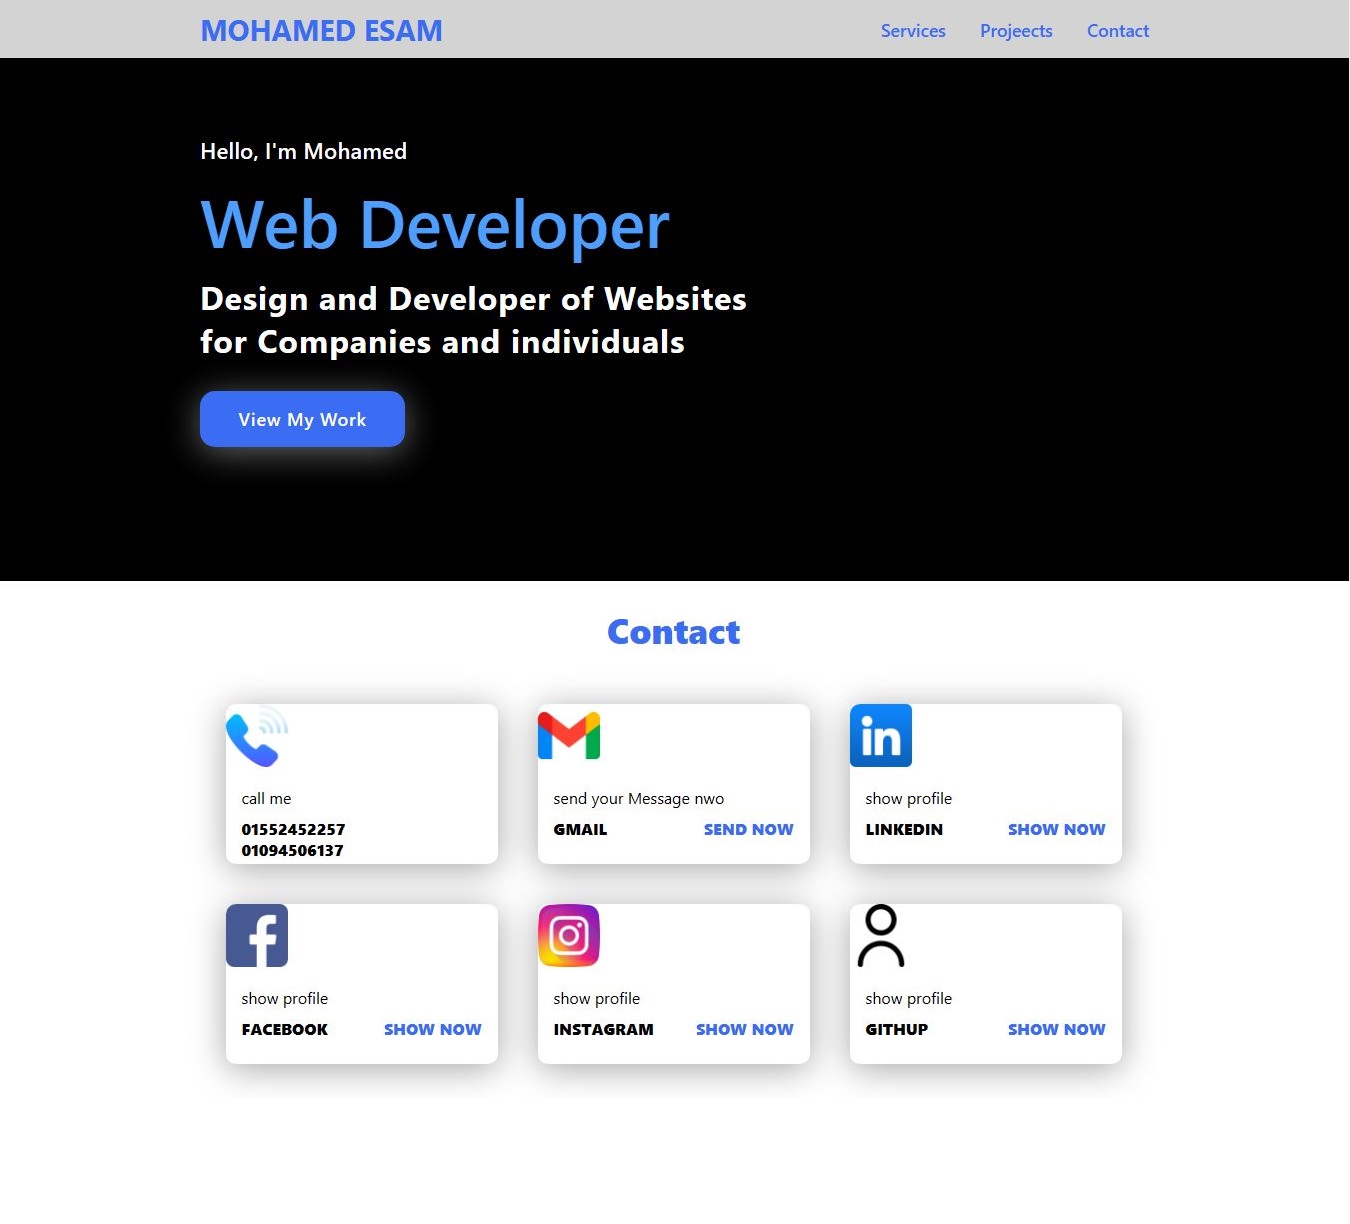 MOHAMED ESAM
Services Projeects Contact
Hello, I'm Mohamed
Web Developer
Design and Developer of Websites
for Companies and individuals
View My Work
Contact
call me
01552452257
01094506137
send your Message nwo
GMAIL SEND NOW
in
show profile
LINKEDIN SHOW NOW
f
show profile
FACEBOOK SHOW NOW
show profile
INSTAGRAM SHOW NOW
show profile
GITHUP SHOW NOW